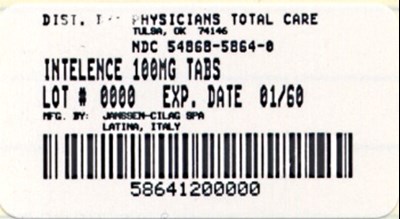 DIST. PHYSICIANS TOTAL CARE
TULSA, OK 74146
NDC 54868-5864-0
INTELENCE 100MG TABS
LOT # 0000 EXP. DATE 01/60
MFG. BY: JANSSEN-CILAG SPA
LATINA, ITALY
58641200000